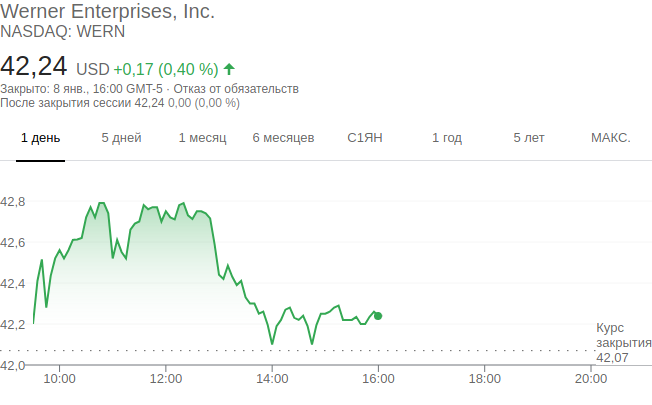 Werner Enterprises, Inc.
NASDAQ: WERN
42,24 USD +0,17 (0,40 %)
Закрыто: 8 янв., 16:00 GMT-5 · Отказ от обязательств
После закрытия сессии 42,24 0,00 (0,00 %)
1 день 5 дней 1 месяц 6 месяцев С1ЯН 1 год 5 лет МАКС.
42,8
42,6
42,4
42,2
Курс
закрытия
42,07
42,0
10:00 12:00 14:00 16:00 18:00 20:00